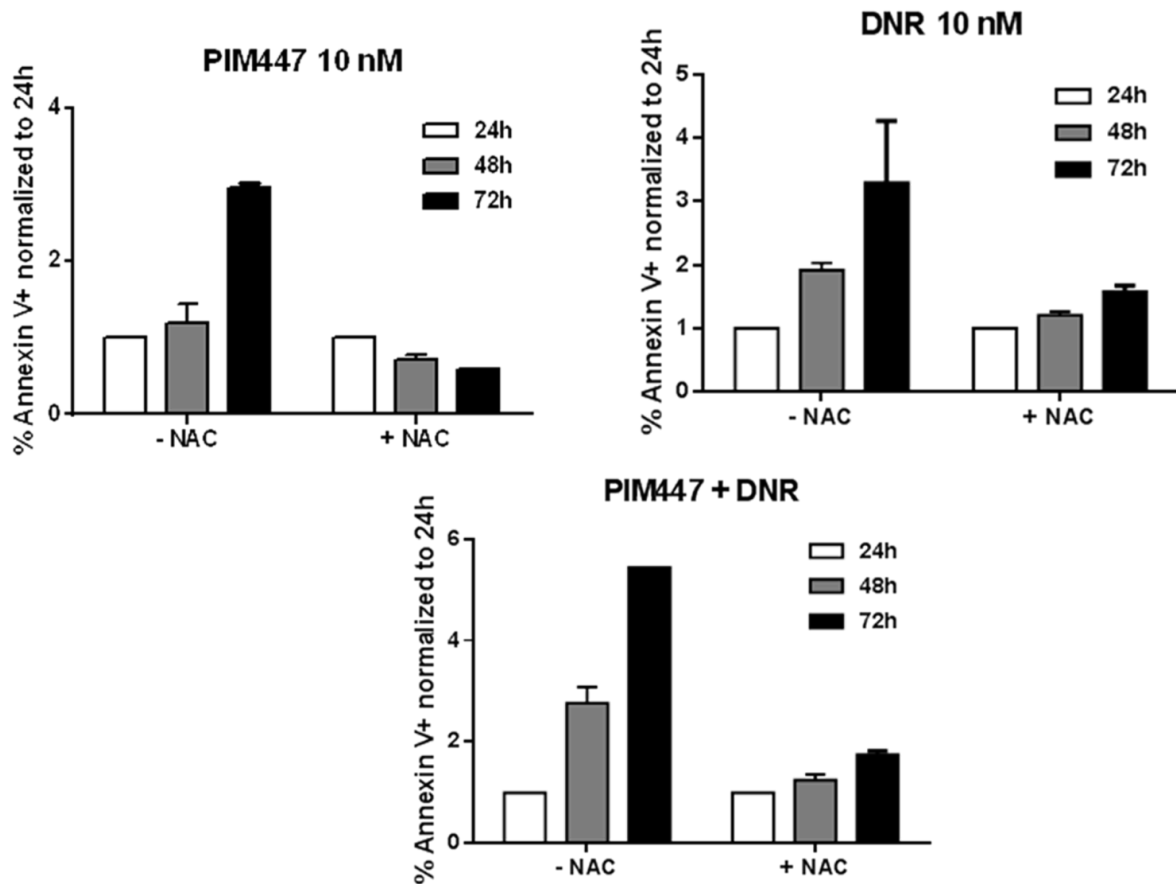 PIM447 10 nM
% Annexin V+ normalized to 24h
4
2
0
24h
48h
72h
- NAC
+ NAC
DNR 10 nM
% Annexin V+ normalized to 24h
5
4
3
2
1
0
24h
48h
72h
- NAC
+ NAC
PIM447 + DNR
% Annexin V+ normalized to 24h
6
4
2
0
24h
48h
72h
- NAC
+ NAC